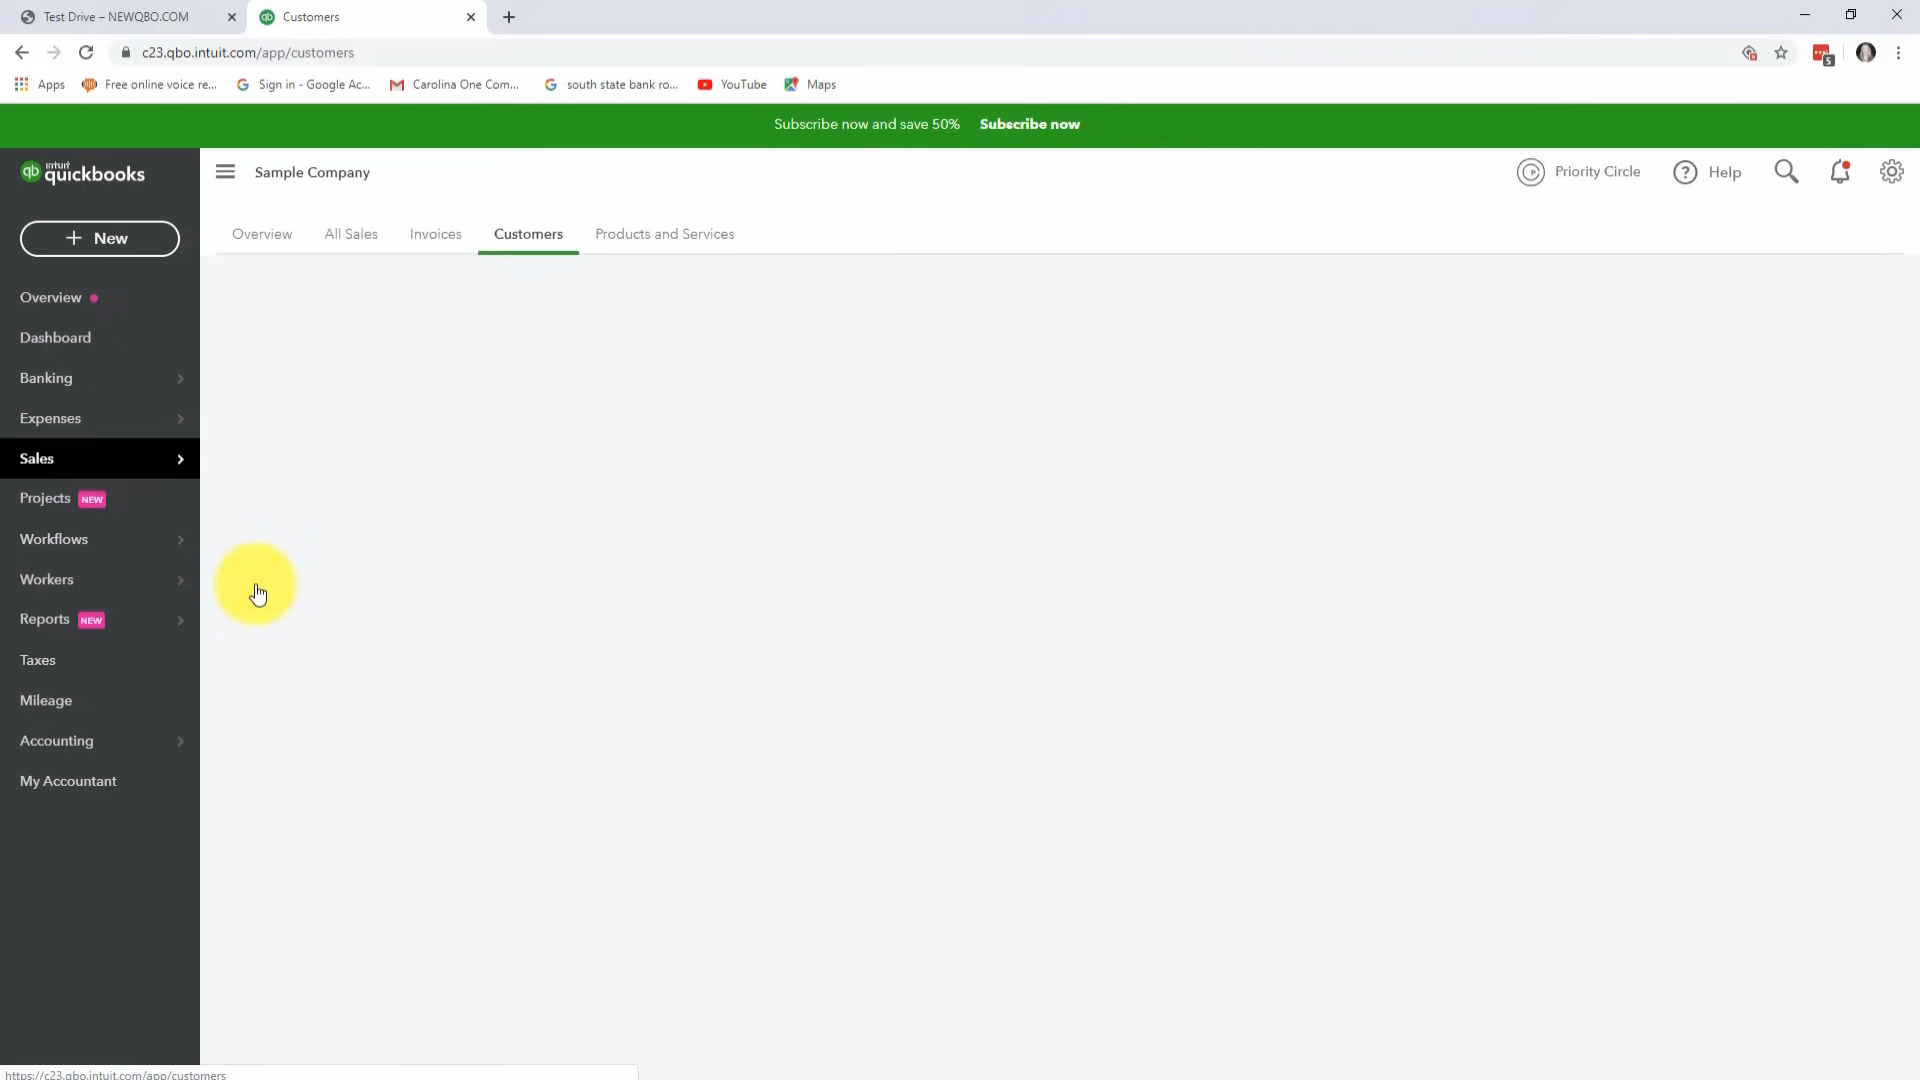 Test Drive – NEWQBO.COM
Customers
c23.qbo.intuit.com/app/customers
5
Apps
Free online voice re...
Sign in - Google Ac...
Carolina One Com...
south state bank ro...
YouTube
Maps
Subscribe now and save 50% Subscribe now
intuit
quickbooks
Sample Company
Priority Circle
Help
+ New
Overview
All Sales
Invoices
Customers
Products and Services
Overview
Dashboard
Banking
Expenses
Sales
Projects NEW
Workflows
Workers
Reports NEW
Taxes
Mileage
Accounting
My Accountant
https://c23.qbo.intuit.com/app/customers